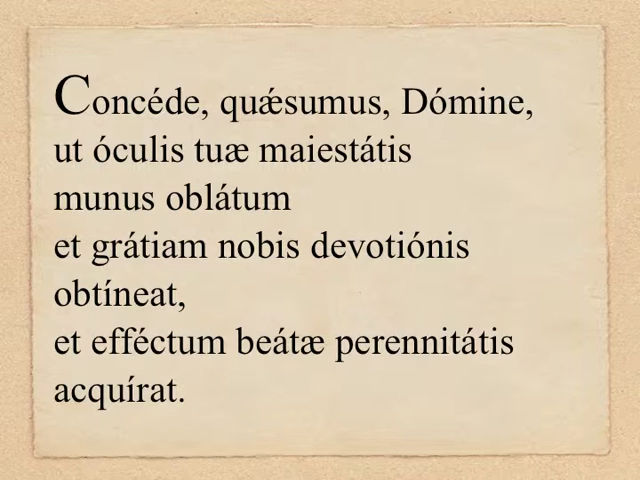 Concéde, quǽsumus, Dómine,
ut óculis tuæ maiestátis
munus oblátum
et grátiam nobis devotiónis
obtíneat,
et efféctum beátæ perennitátis
acquírat.